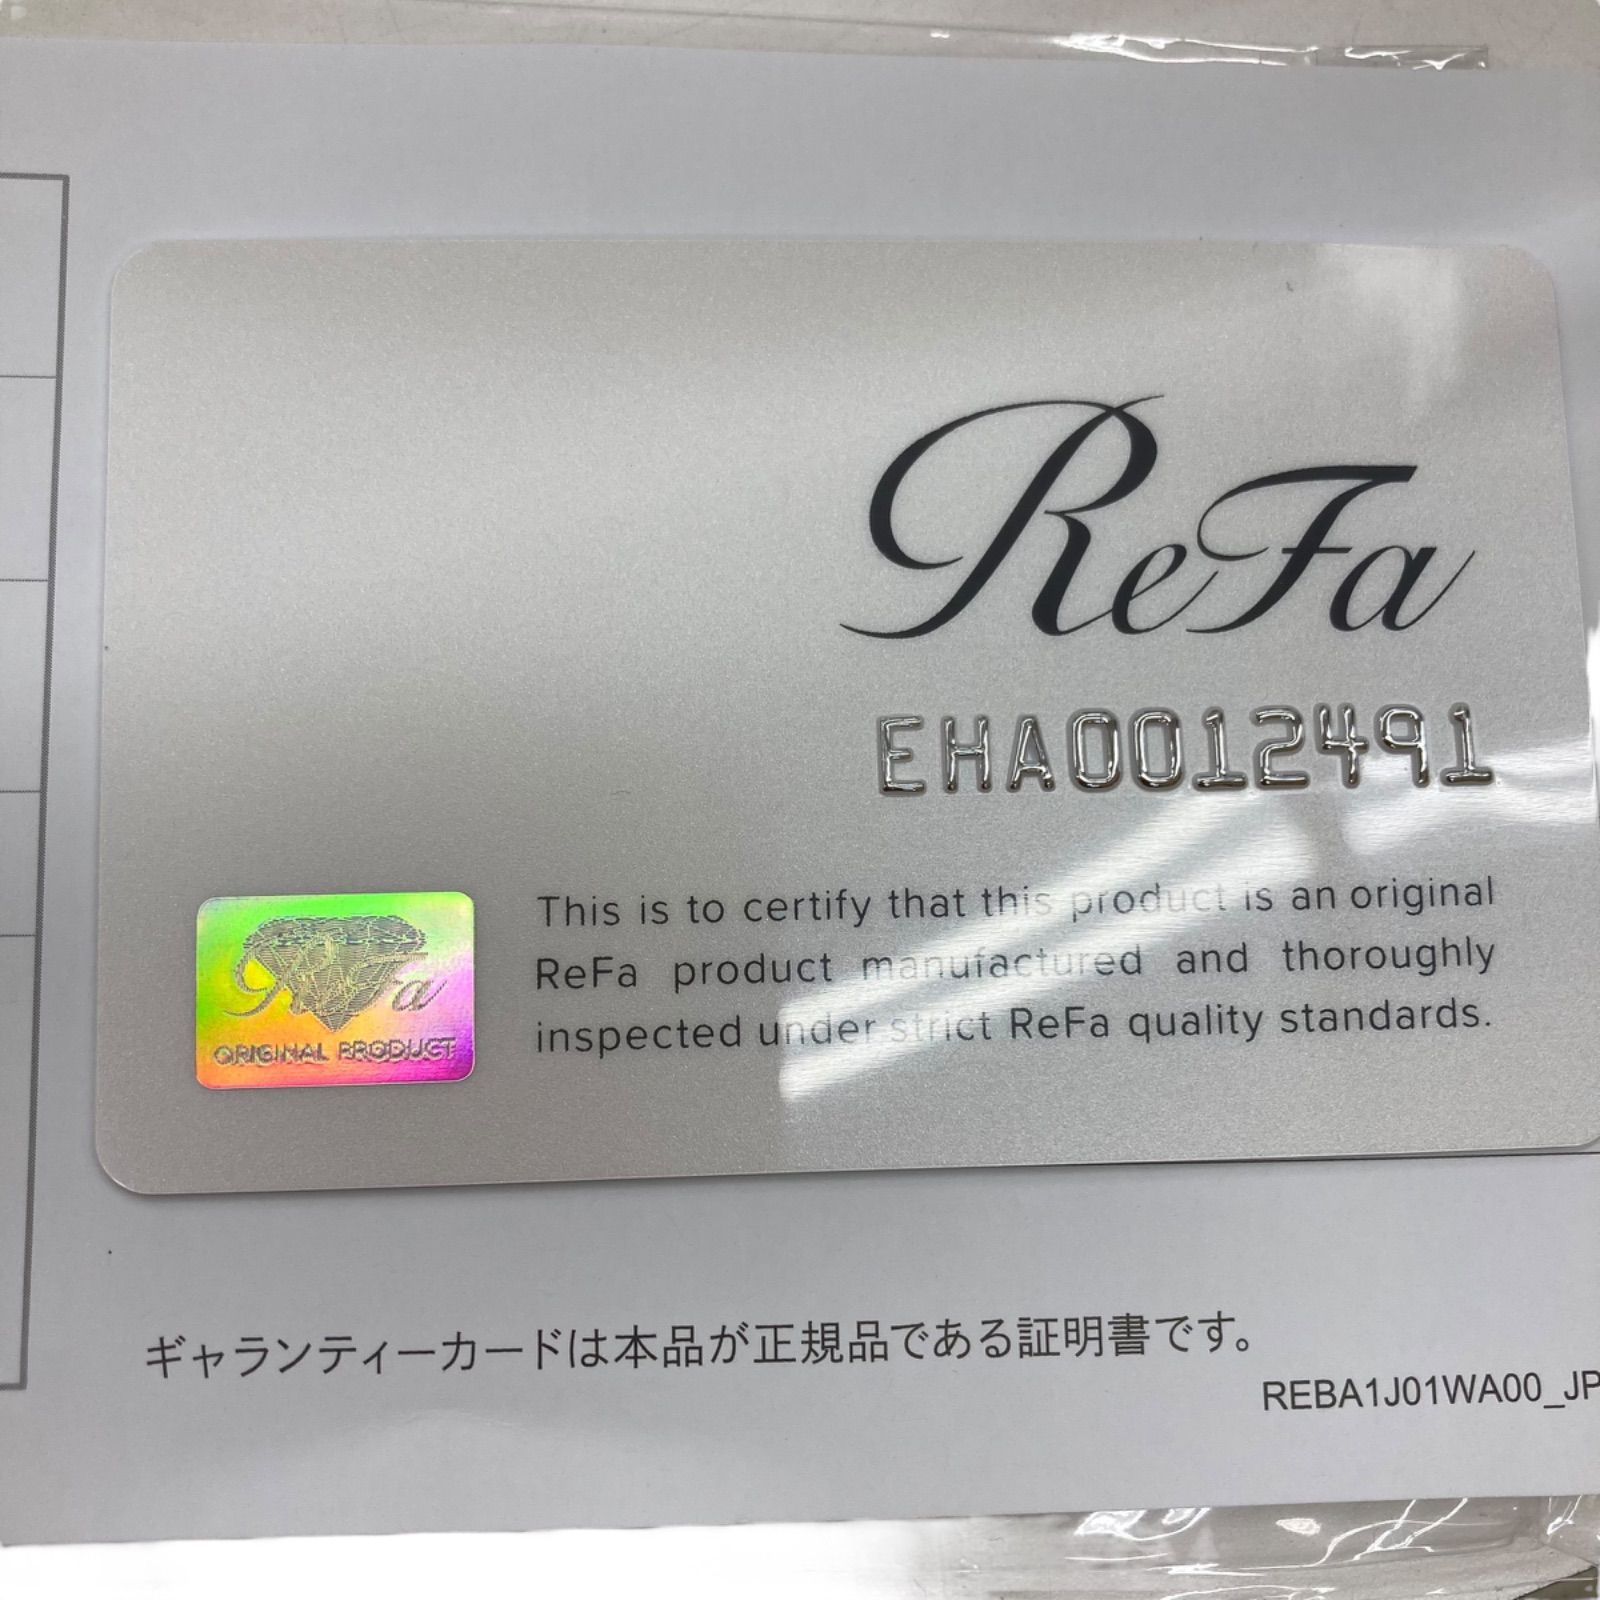 ReFa
EHA0012491
This is to certify that this product is an original
ReFa product manufactured and thoroughly
inspected under strict ReFa quality standards.
ReFa
ORIGINAL PRODUCT
ギャランティーカードは本品が正規品である証明書です。
REBA1J01WA00_JP